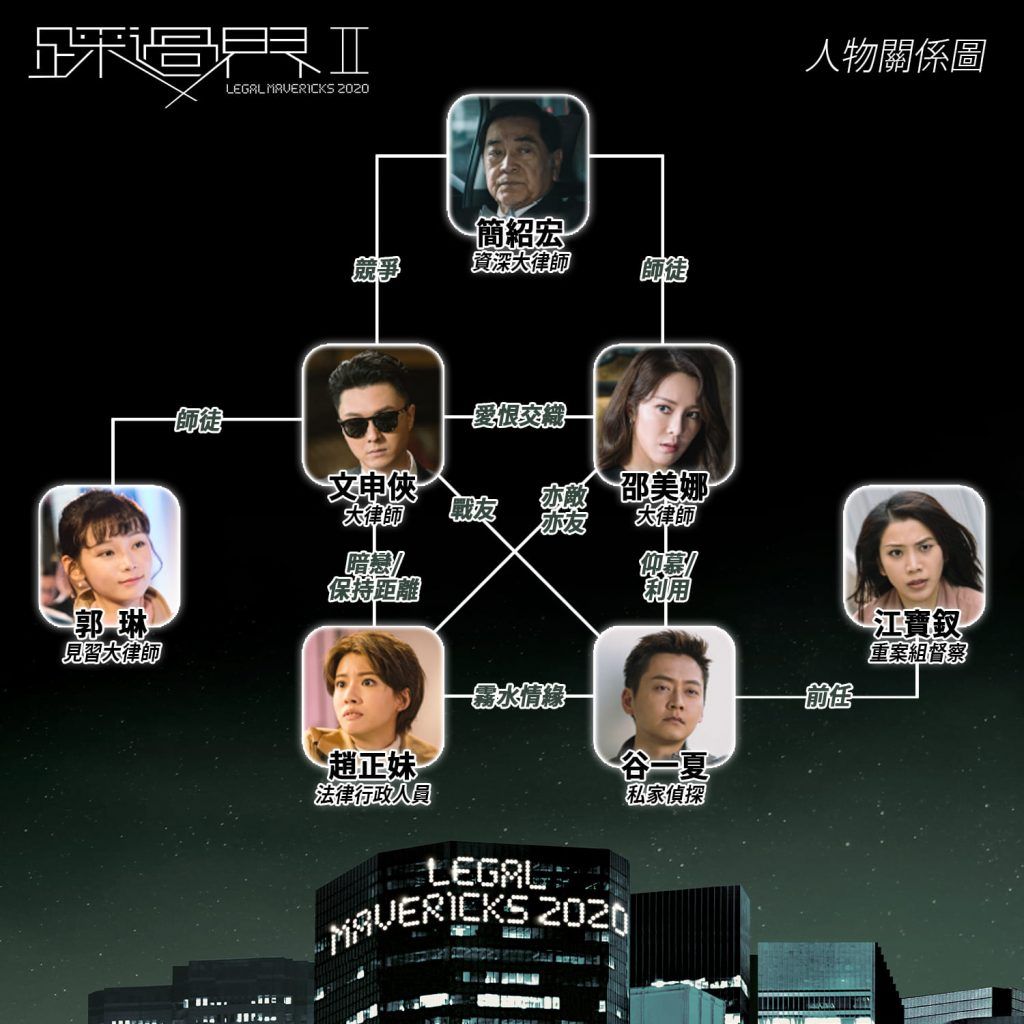 踩過界II
LEGAL MAVERICKS 2020
人物關係圖
簡紹宏
資深大律師
競爭
師徒
師徒
愛恨交織
文申俠
大律師
邵美娜
大律師
戰友
亦敵
亦友
暗戀/
保持距離
仰慕/
利用
郭 琳
見習大律師
江寶釵
重案組督察
霧水情緣
前任
趙正妹
法律行政人員
谷一夏
私家偵探
LEGAL
MAVERICKS 2020